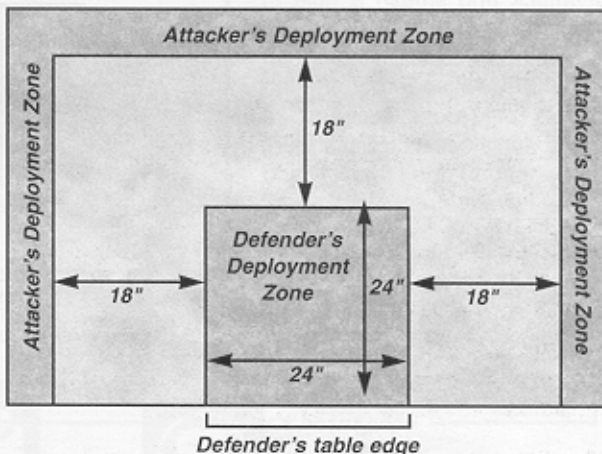 Attacker's Deployment Zone
Attacker's Deployment Zone
Attacker's Deployment Zone
18"
Defender's
Deployment
Zone
24"
18"
18"
24"
Defender's table edge